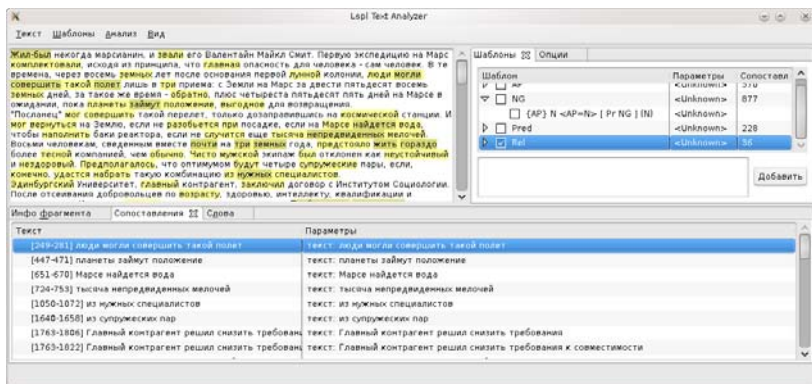 Lspl Text Analyzer
Текст Шаблоны Анализ Вид
Жил-был некогда марсианин, и звали его Валентайн Майкл Смит. Первую экспедицию на Марс
комплектовали, исходя из принципа, что главная опасность для человека - сам человек. В те
времена, через восемь земных лет после основания первой лунной колонии, люди могли
совершить такой полет лишь в три приема: с Земли на Марс за двести пятьдесят восемь
земных дней, за такое же время - обратно, плюс четыреста пятьдесят пять дней на Марсе в
ожидании, пока планеты займут положение, выгодное для возвращения.
"Посланец" мог совершить такой перелет, только дозаправившись на космической станции. И
мог вернуться на Землю, если не разобьется при посадке, если на Марсе найдется вода,
чтобы наполнить баки реактора, если не случится еще тысяча непредвиденных мелочей.
Восьмым человекам, сведенным вместе почти на три земных года, предстояло жить гораздо
более тесной компанией, чем обычно. Чисто мужской экипаж был отклонен как неустойчивый
и нездоровый. Предполагалось, что оптимумом будут четыре супружеские пары, если,
конечно, удастся набрать такую комбинацию из нужных специалистов.
Эдинбургский Университет, главный контрагент, заключил договор с Институтом Социологии.
После отсеивания добровольцев по возрасту, здоровью, интеллекту, квалификации и
Шаблоны Опции
Шаблон Параметры Сопоставл
AP <Unknown> 570
NG <Unknown> 877
{AP} N <AP=N> [ Pr NG ] (N) <Unknown>
Pred <Unknown> 228
Rel <Unknown> 56
Добавить
Инфо фрагмента Сопоставления Слова
Текст Параметры
[249-281] люди могли совершить такой полет текст: люди могли совершить такой полет
[447-471] планеты займут положение текст: планеты займут положение
[651-670] Марсе найдется вода текст: Марсе найдется вода
[724-753] тысяча непредвиденных мелочей текст: тысяча непредвиденных мелочей
[1050-1072] из нужных специалистов текст: из нужных специалистов
[1640-1658] из супружеских пар текст: из супружеских пар
[1763-1806] Главный контрагент решил снизить требован текст: Главный контрагент решил снизить требования
[1763-1822] Главный контрагент решил снизить требован текст: Главный контрагент решил снизить требования к совместимости